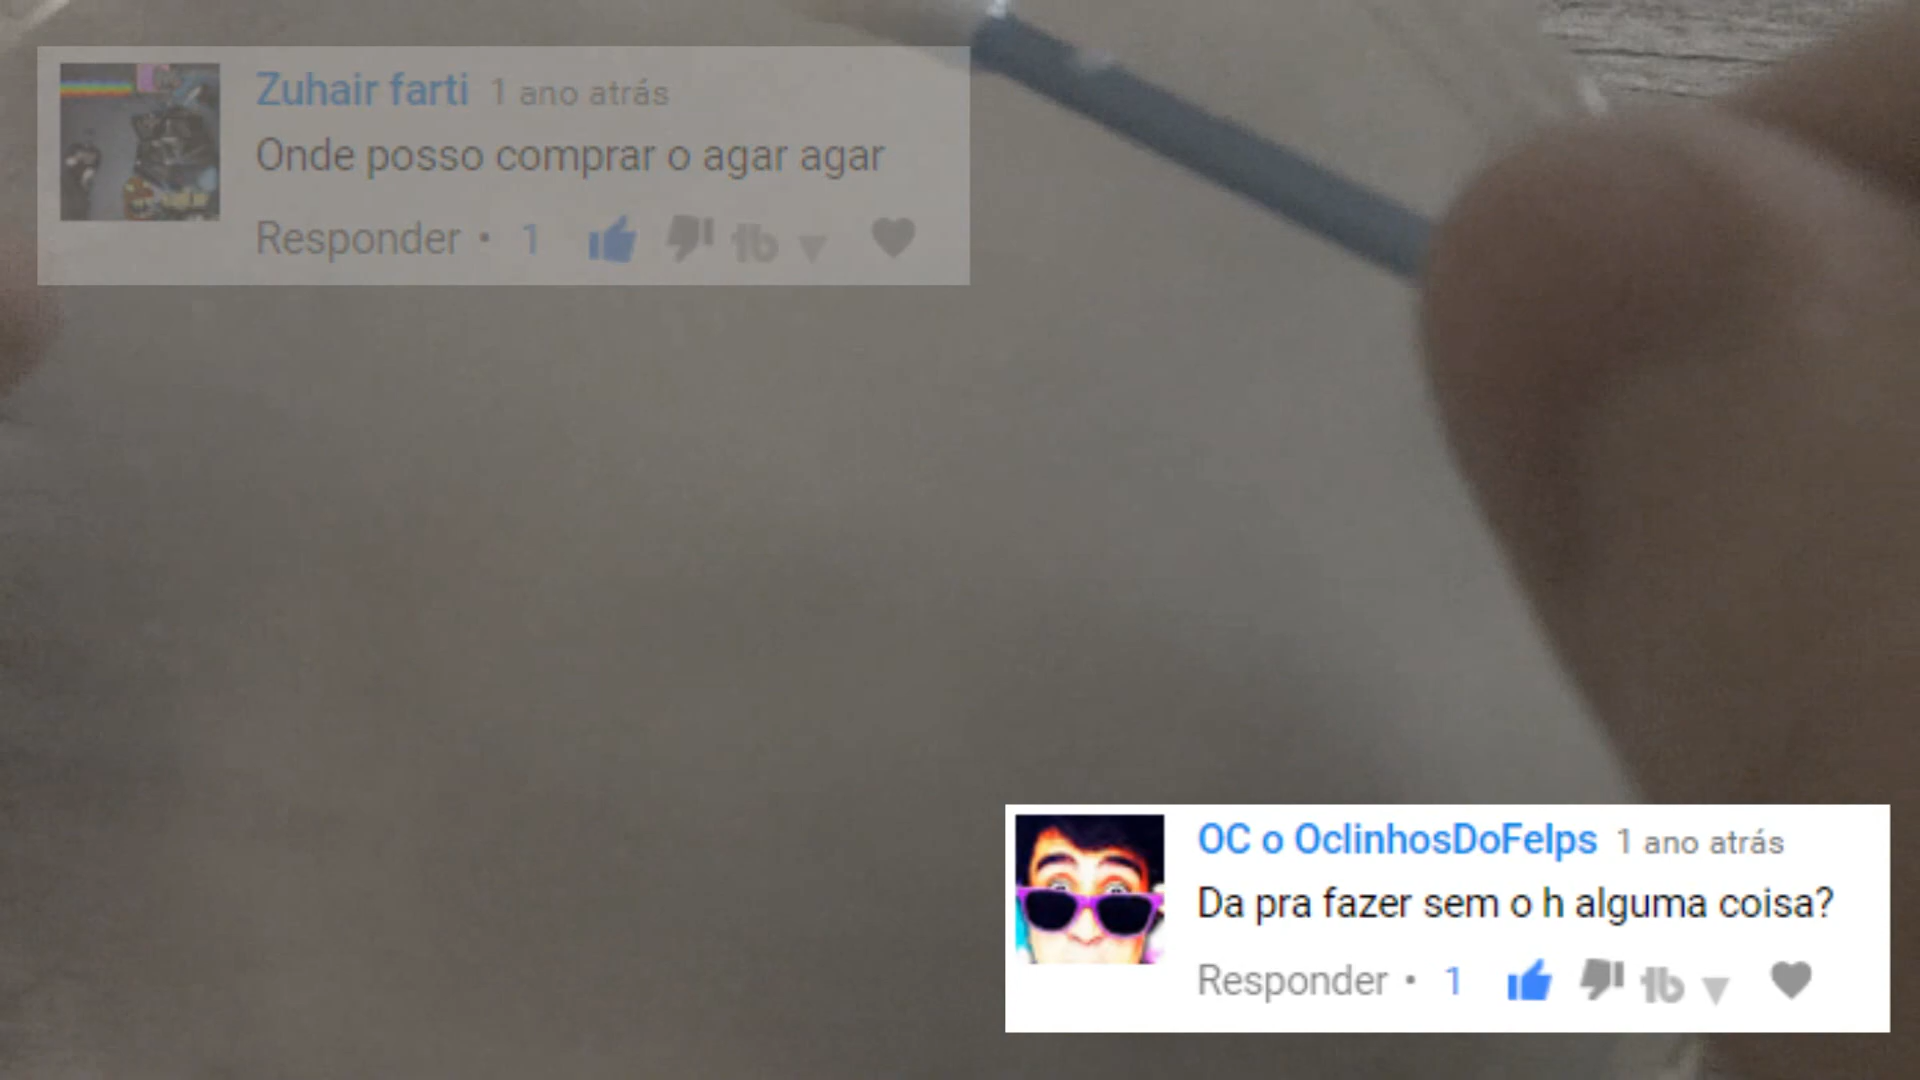 Zuhair farti 1 ano atrás
Onde posso comprar o agar agar
Responder • 1
OC o OclinhosDoFelps 1 ano atrás
Da pra fazer sem o h alguma coisa?
Responder • 1